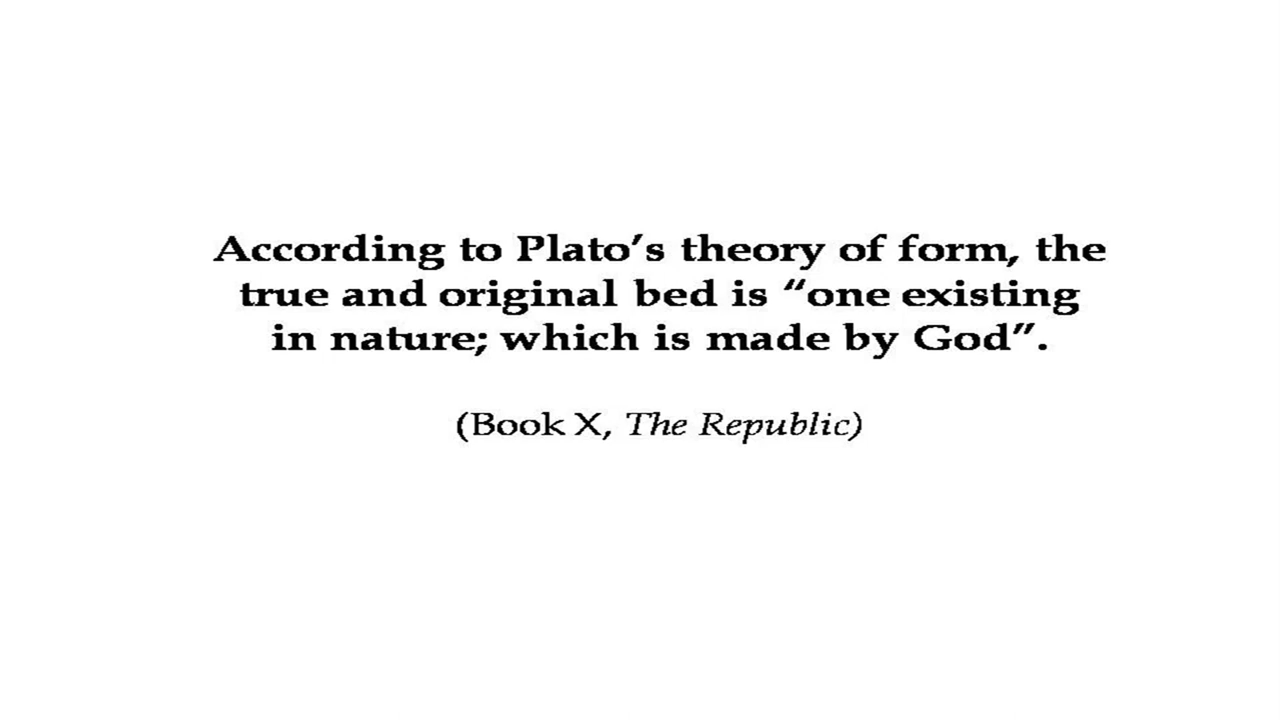 According to Plato’s theory of form, the
true and original bed is “one existing
in nature; which is made by God”.
(Book X, The Republic)